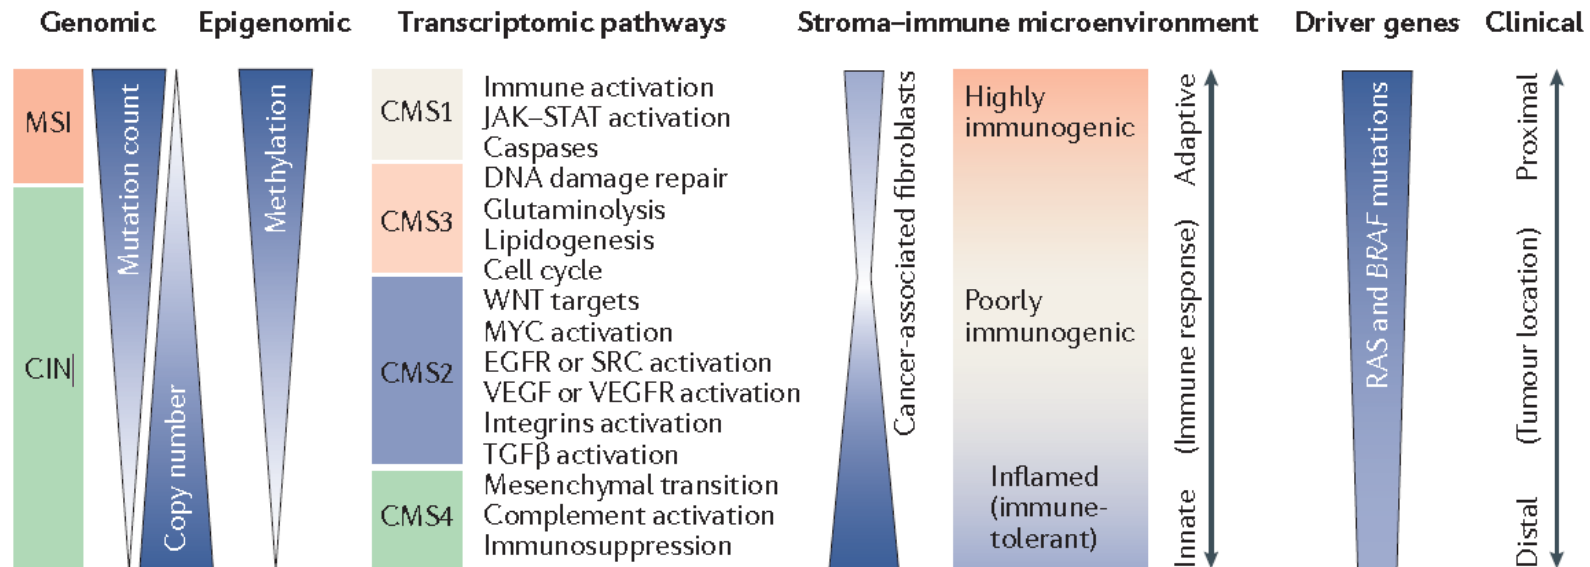 Genomic
Epigenomic
Transcriptomic pathways
Stroma–immune microenvironment
Driver genes
Clinical
MSI
CIN
Mutation count
Copy number
Methylation
CMS1
CMS3
CMS2
CMS4
Immune activation
JAK–STAT activation
Caspases
DNA damage repair
Glutaminolysis
Lipidogenesis
Cell cycle
WNT targets
MYC activation
EGFR or SRC activation
VEGF or VEGFR activation
Integrins activation
TGFβ activation
Mesenchymal transition
Complement activation
Immunosuppression
Cancer-associated fibroblasts
Highly
immunogenic
Poorly
immunogenic
Inflamed
(immune-
tolerant)
Innate (Immune response) Adaptive
RAS and BRAF mutations
Distal (Tumour location) Proximal